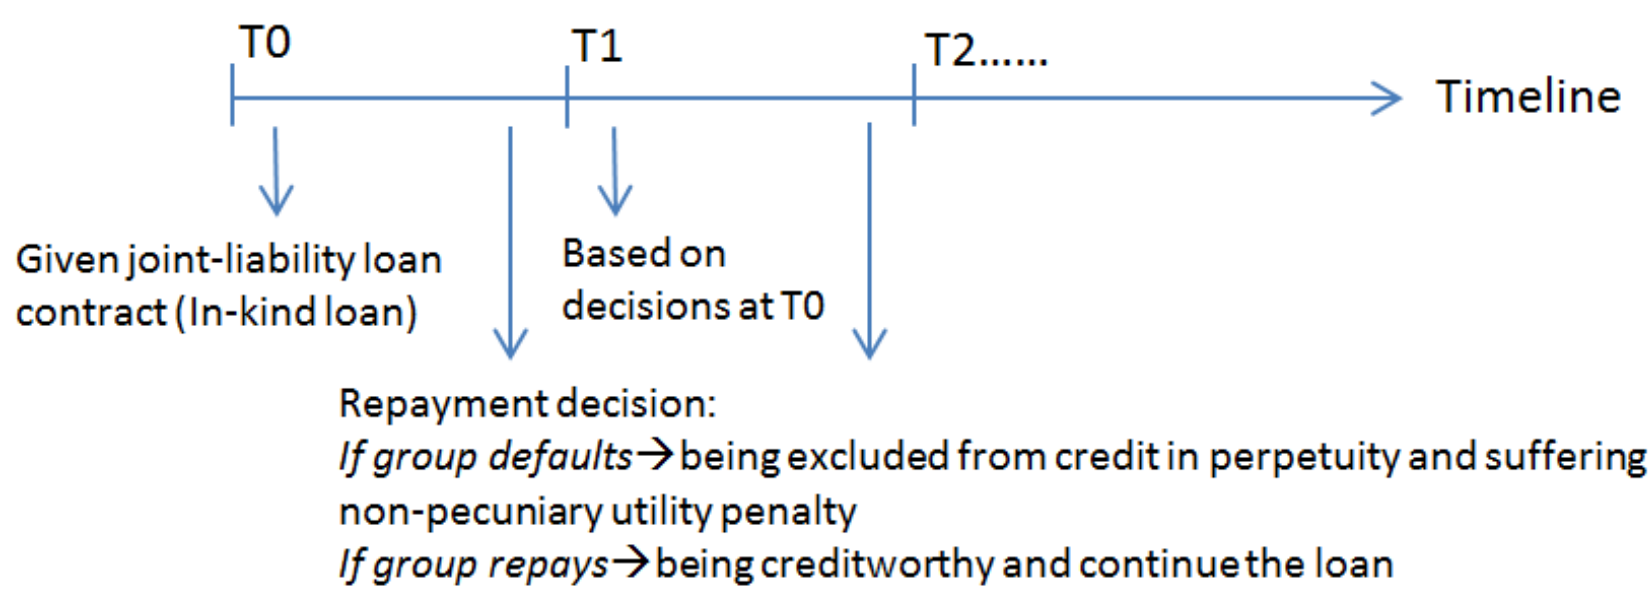 T0
T1
T2......
Timeline
Given joint-liability loan
contract (In-kind loan)
Based on
decisions at T0
Repayment decision:
If group defaults→being excluded from credit in perpetuity and suffering
non-pecuniary utility penalty
If group repays→being creditworthy and continue the loan